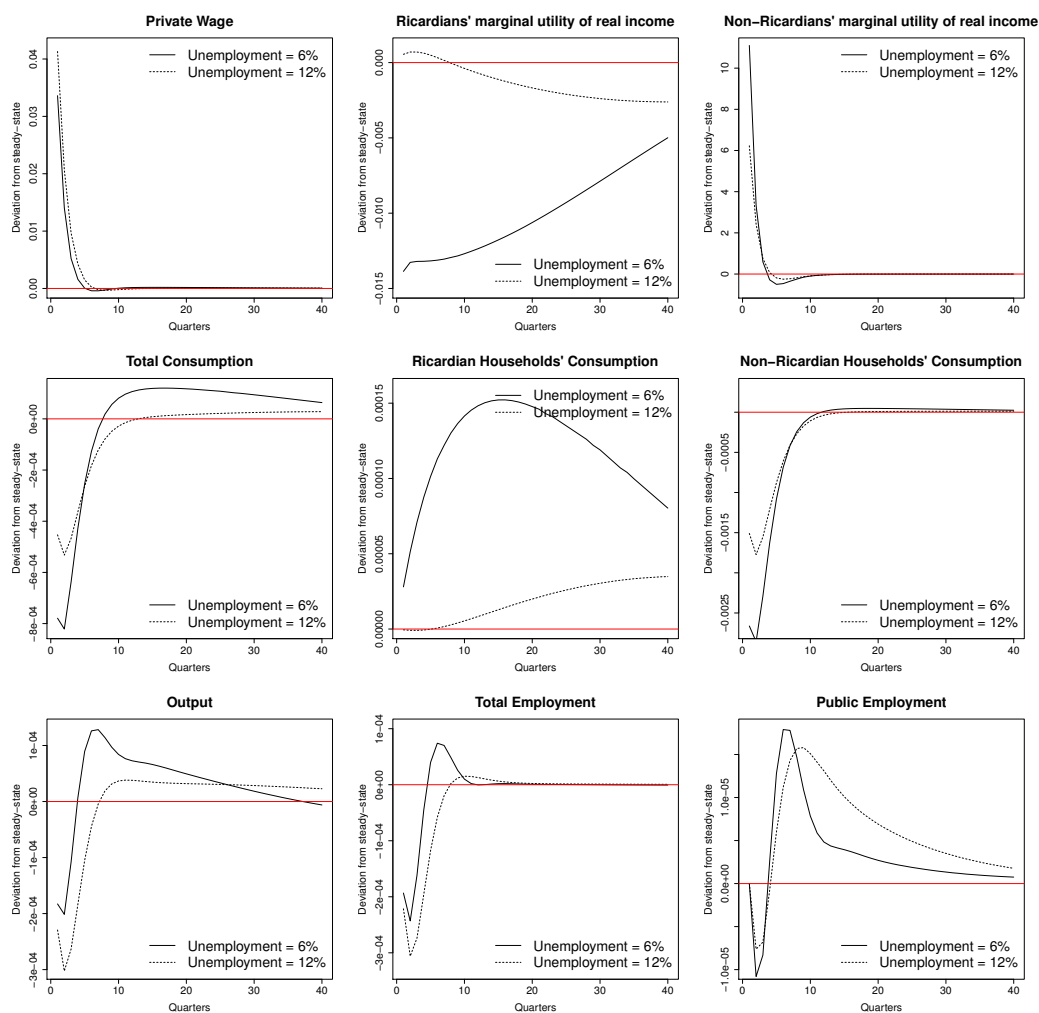 Private Wage
Deviation from steady−state
0.00
0.01
0.02
0.03
0.04
Unemployment = 6%
Unemployment = 12%
0 10 20 30 40
Quarters
Ricardians' marginal utility of real income
Deviation from steady−state
−0.015
−0.010
−0.005
0.000
Unemployment = 6%
Unemployment = 12%
0 10 20 30 40
Quarters
Non−Ricardians' marginal utility of real income
Deviation from steady−state
0 2 4 6 8 10
Unemployment = 6%
Unemployment = 12%
0 10 20 30 40
Quarters
Total Consumption
Deviation from steady−state
−8e−04
−6e−04
−4e−04
−2e−04
0e+00
Unemployment = 6%
Unemployment = 12%
0 10 20 30 40
Quarters
Ricardian Households' Consumption
Deviation from steady−state
0.00000
0.00005
0.00010
0.00015
Unemployment = 6%
Unemployment = 12%
0 10 20 30 40
Quarters
Non−Ricardian Households' Consumption
Deviation from steady−state
−0.0025
−0.0015
−0.0005
Unemployment = 6%
Unemployment = 12%
0 10 20 30 40
Quarters
Output
Deviation from steady−state
−3e−04
−2e−04
−1e−04
0e+00
1e−04
Unemployment = 6%
Unemployment = 12%
0 10 20 30 40
Quarters
Total Employment
Deviation from steady−state
−3e−04
−2e−04
−1e−04
0e+00
1e−04
Unemployment = 6%
Unemployment = 12%
0 10 20 30 40
Quarters
Public Employment
Deviation from steady−state
−1.0e−05
0.0e+00
1.0e−05
Unemployment = 6%
Unemployment = 12%
0 10 20 30 40
Quarters